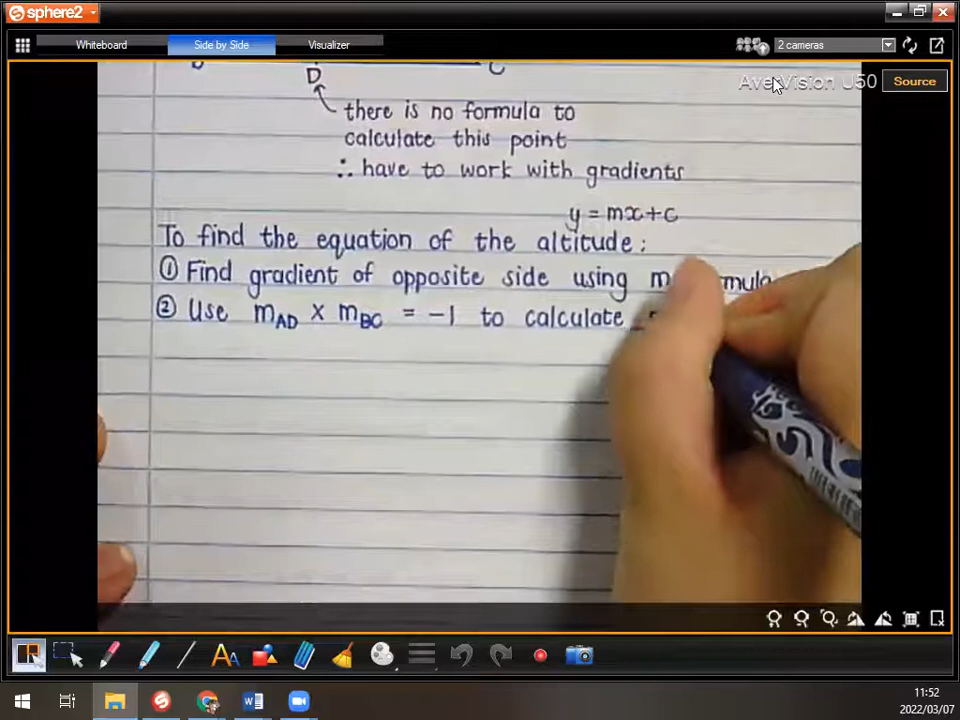 sphere2
Whiteboard
Side by Side
Visualizer
2 cameras
AverVision U50
Source
D
C
there is no formula to
calculate this point
∴ have to work with gradients
y = mx+c
To find the equation of the altitude :
① Find gradient of opposite side using
② Use mAD × mBC = -1 to calculate
11:52
2022/03/07